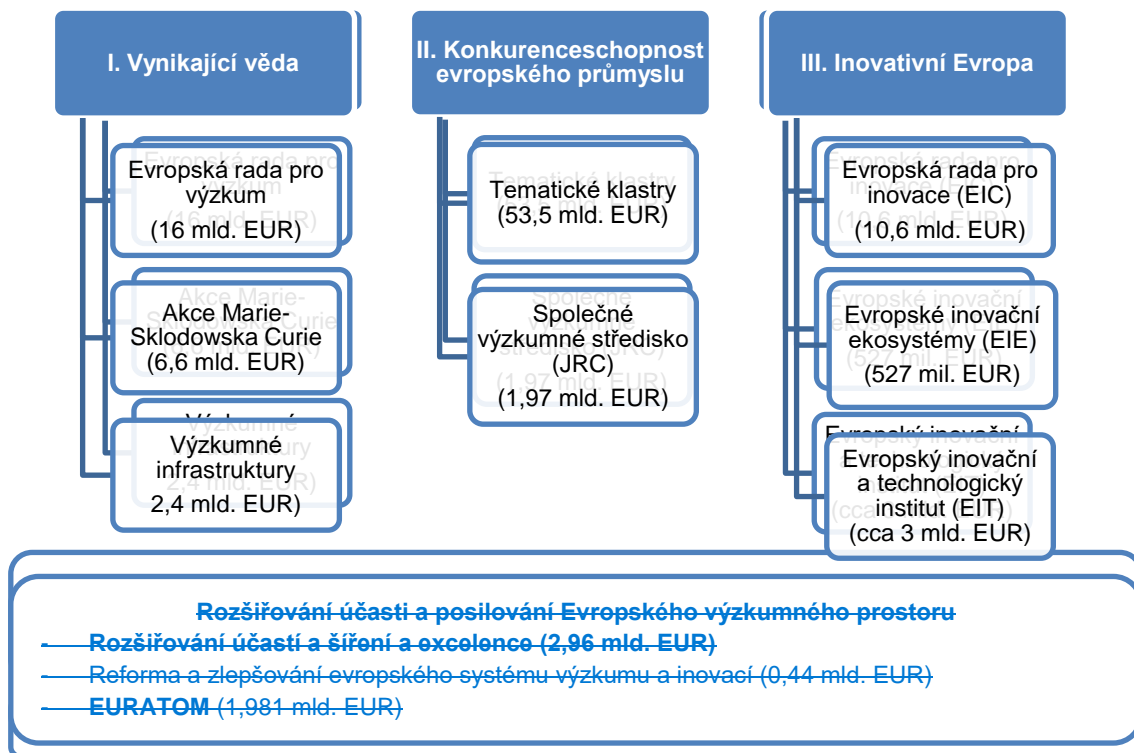 I. Vynikající věda
Evropská rada pro
výzkum
(16 mld. EUR)
Akce Marie-
Sklodowska Curie
(6,6 mld. EUR)
Výzkumné
infrastruktury
2,4 mld. EUR)
II. Konkurenceschopnost
evropského průmyslu
Tematické klastry
(53,5 mld. EUR)
Společné
výzkumné středisko
(JRC)
(1,97 mld. EUR)
III. Inovativní Evropa
Evropská rada pro
inovace (EIC)
(10,6 mld. EUR)
Evropské inovační
ekosystémy (EIE)
(527 mil. EUR)
Evropský inovační
a technologický
institut (EIT)
(cca 3 mld. EUR)
Rozšiřování účasti a posilování Evropského výzkumného prostoru
- Rozšiřování účastí a šíření a excelence (2,96 mld. EUR)
- Reforma a zlepšování evropského systému výzkumu a inovací (0,44 mld. EUR)
- EURATOM (1,981 mld. EUR)